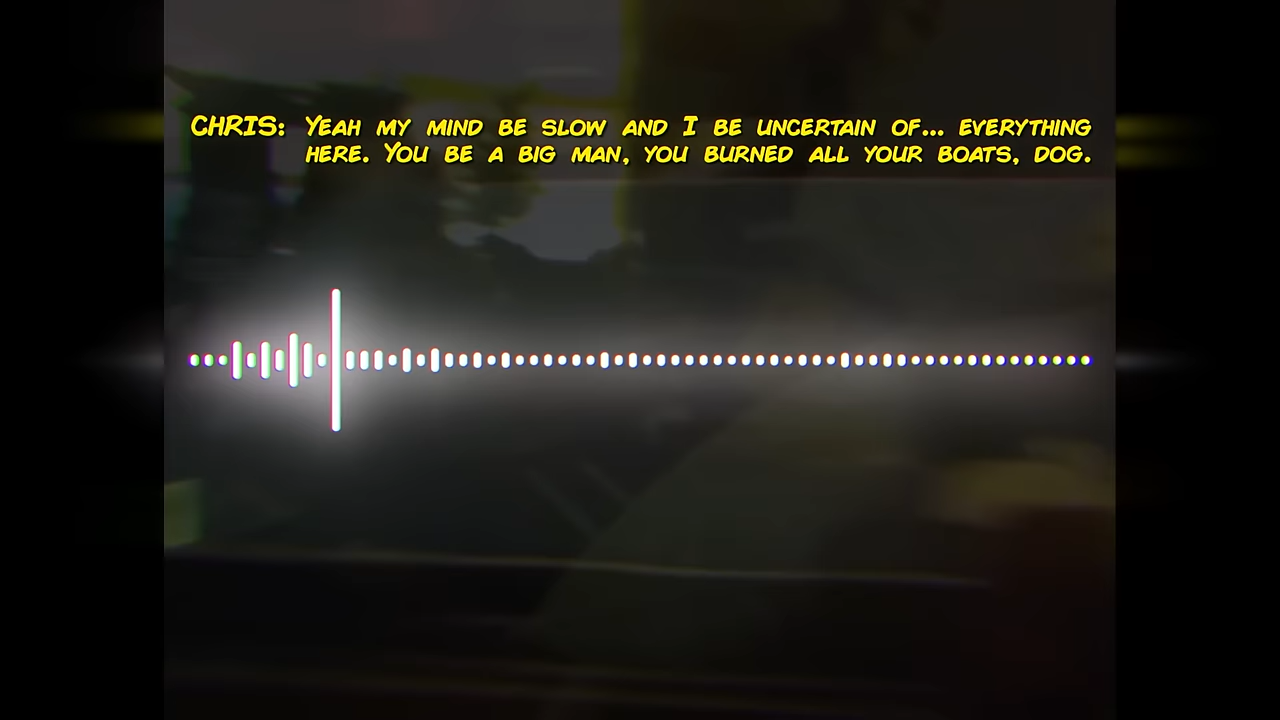 CHRIS: YEAH MY MIND BE SLOW AND I BE UNCERTAIN OF... EVERYTHING
HERE. YOU BE A BIG MAN, YOU BURNED ALL YOUR BOATS, DOG.